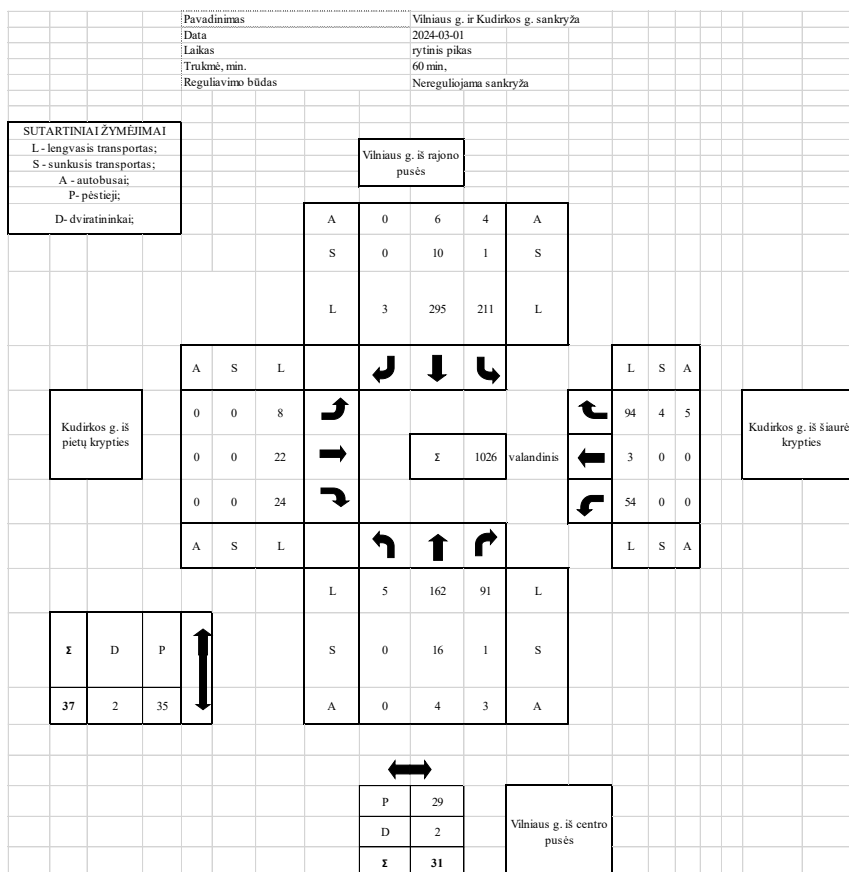 Pavadinimas Vilniaus g. ir Kudirkos g. sankryža
Data 2024-03-01
Laikas rytinis pikas
Trukmė, min. 60 min,
Reguliavimo būdas Nereguliojama sankryža
SUTARTINIAI ŽYMĖJIMAI
L - lengvasis transportas;
S - sunkusis transportas;
A - autobusai;
P- pėstieji;
D- dviratininkai;
Vilniaus g. iš rajono
pusės
A 0 6 4 A
S 0 10 1 S
L 3 295 211 L
A S L L S A
Kudirkos g. iš
pietų krypties
0 0 8 94 4 5
Kudirkos g. iš šiaurė
krypties
0 0 22 Σ 1026 valandinis 3 0 0
0 0 24 54 0 0
A S L L S A
L 5 162 91 L
Σ D P S 0 16 1 S
37 2 35 A 0 4 3 A
P 29
D 2
Σ 31
Vilniaus g. iš centro
pusės